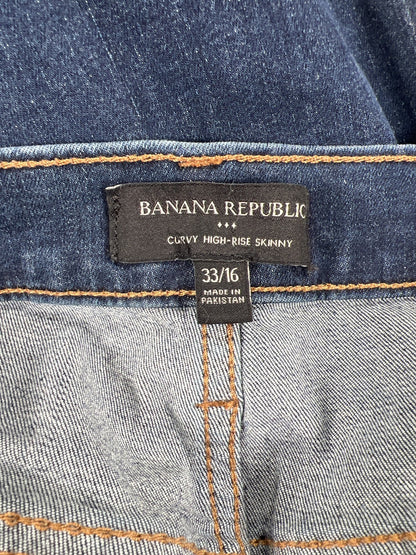 BANANA REPUBLIC
CURVY HIGH-RISE SKINNY
33/16
MADE IN
PAKISTAN